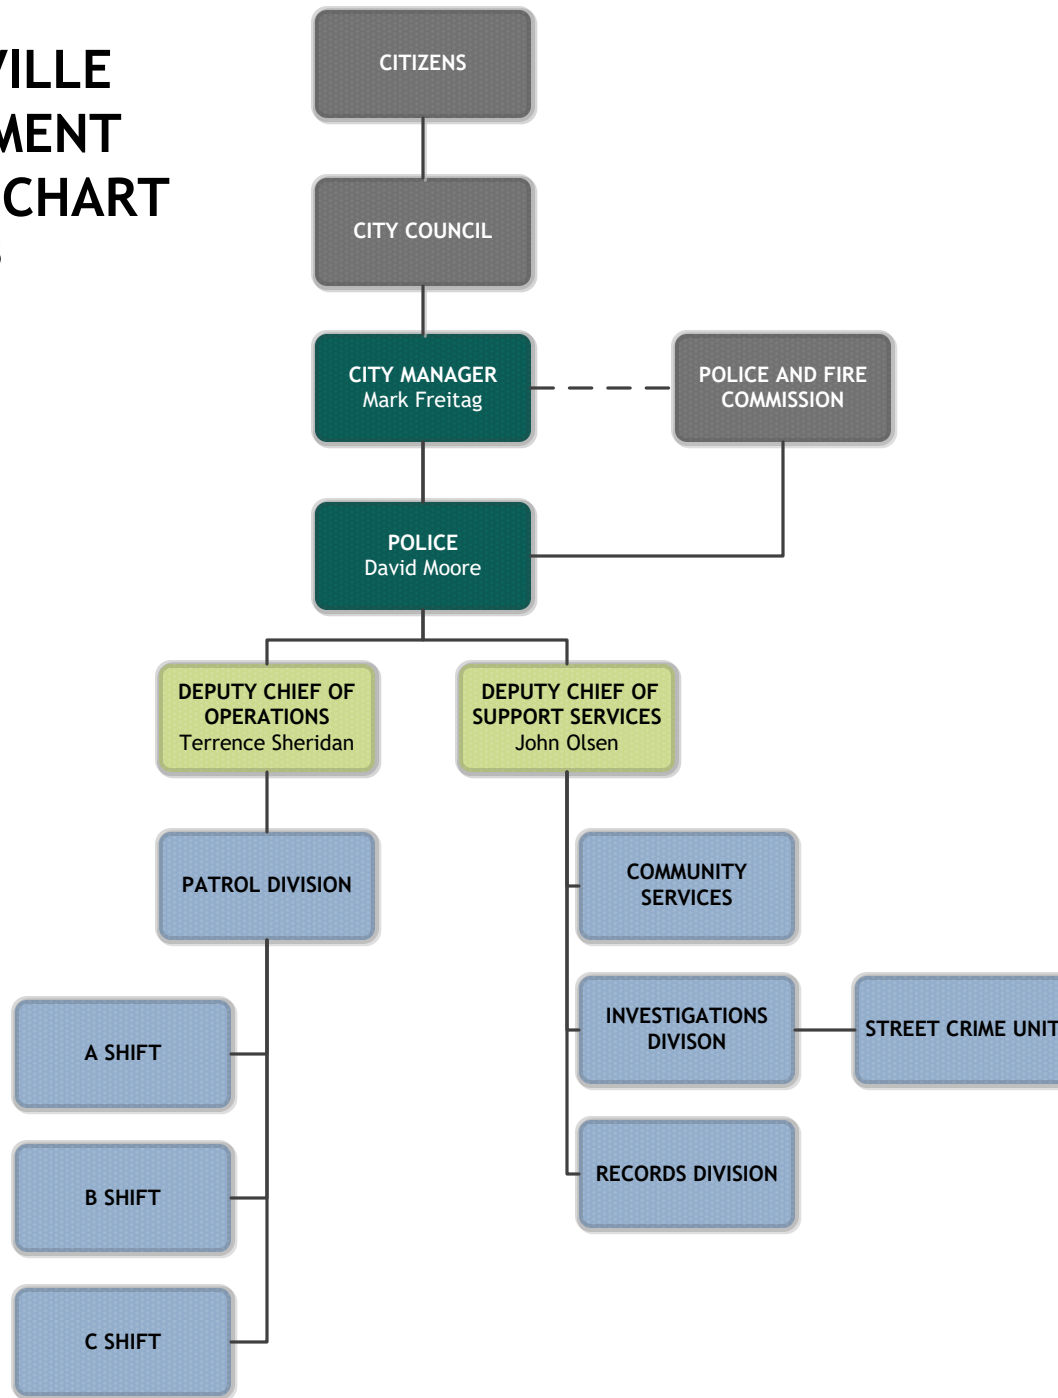 VILLE
MENT
CHART
CITIZENS
CITY COUNCIL
CITY MANAGER
Mark Freitag
POLICE AND FIRE
COMMISSION
POLICE
David Moore
DEPUTY CHIEF OF
OPERATIONS
Terrence Sheridan
DEPUTY CHIEF OF
SUPPORT SERVICES
John Olsen
PATROL DIVISION
COMMUNITY
SERVICES
A SHIFT
INVESTIGATIONS
DIVISON
STREET CRIME UNIT
B SHIFT
RECORDS DIVISION
C SHIFT